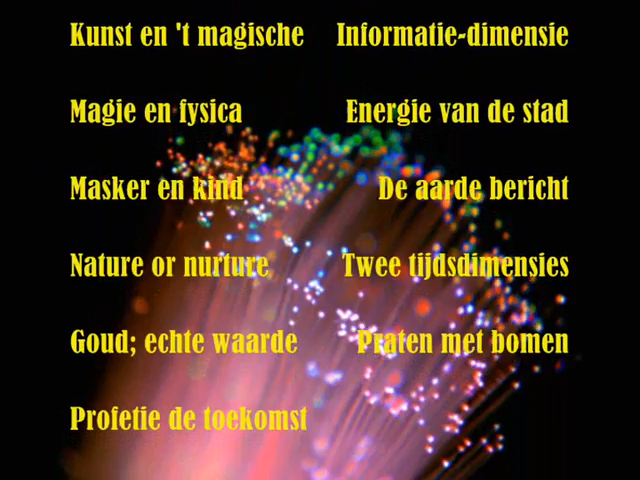 Kunst en 't magische
Informatie-dimensie
Magie en fysica
Energie van de stad
Masker en kind
De aarde bericht
Nature or nurture
Twee tijdsdimensies
Goud; echte waarde
Praten met bomen
Profetie de toekomst